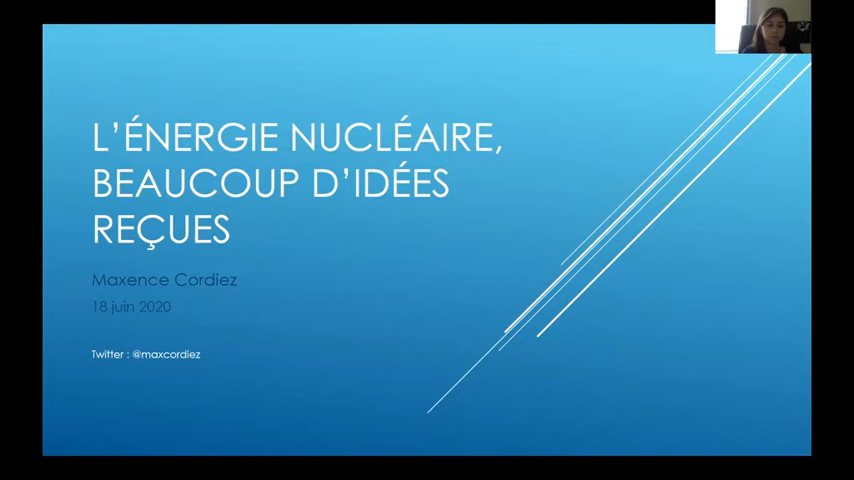 L'ÉNERGIE NUCLÉAIRE,
BEAUCOUP D'IDÉES
REÇUES
Maxence Cordiez
18 juin 2020
Twitter : @maxcordiez